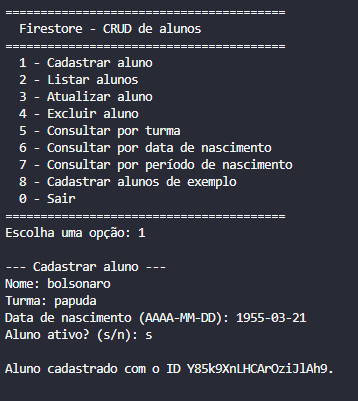 ========================================
Firestore - CRUD de alunos
========================================
1 - Cadastrar aluno
2 - Listar alunos
3 - Atualizar aluno
4 - Excluir aluno
5 - Consultar por turma
6 - Consultar por data de nascimento
7 - Consultar por período de nascimento
8 - Cadastrar alunos de exemplo
0 - Sair
========================================
Escolha uma opção: 1
--- Cadastrar aluno ---
Nome: bolsonaro
Turma: papuda
Data de nascimento (AAAA-MM-DD): 1955-03-21
Aluno ativo? (s/n): s
Aluno cadastrado com o ID Y85k9XnLHCArOziJlAh9.